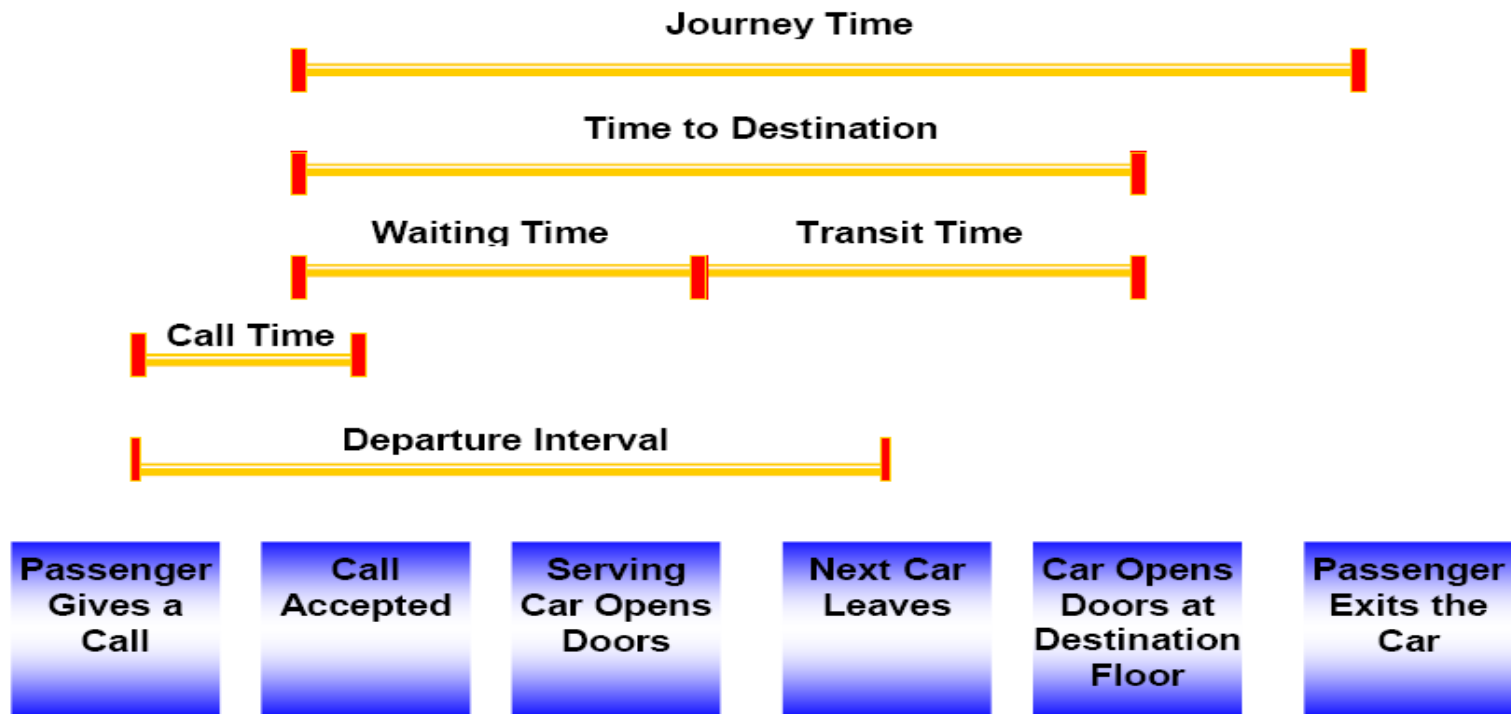 Journey Time
Time to Destination
Waiting Time
Transit Time
Call Time
Departure Interval
Passenger
Gives a
Call
Call
Accepted
Serving
Car Opens
Doors
Next Car
Leaves
Car Opens
Doors at
Destination
Floor
Passenger
Exits the
Car